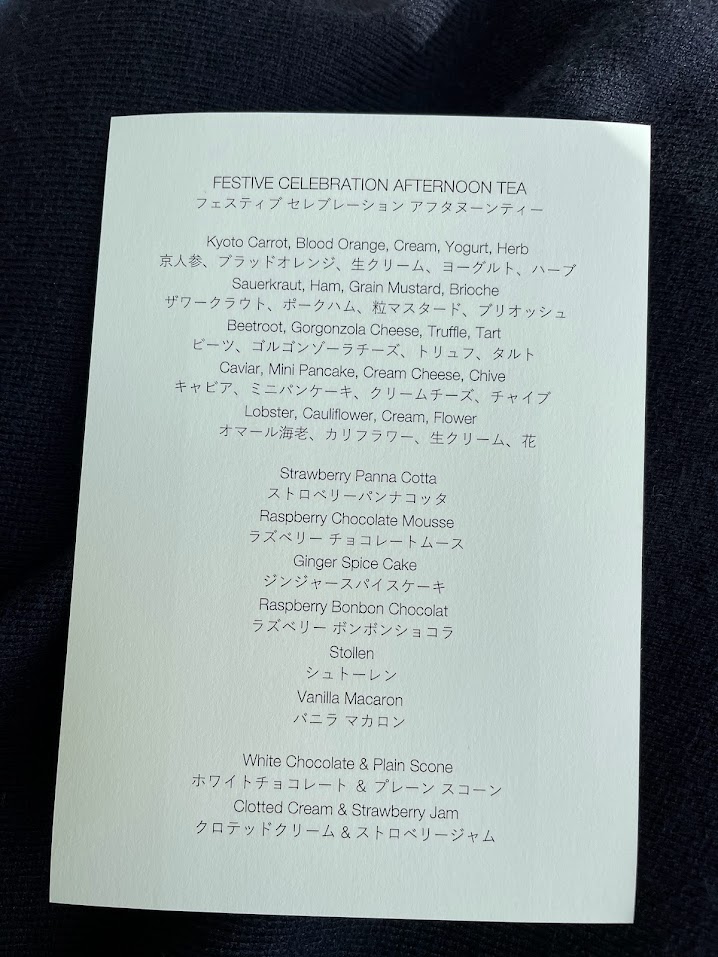 FESTIVE CELEBRATION AFTERNOON TEA
フェスティブ セレブレーション アフタヌーンティー
Kyoto Carrot, Blood Orange, Cream, Yogurt, Herb
京人参、ブラッドオレンジ、生クリーム、ヨーグルト、ハーブ
Sauerkraut, Ham, Grain Mustard, Brioche
ザワークラウト、ポークハム、粒マスタード、ブリオッシュ
Beetroot, Gorgonzola Cheese, Truffle, Tart
ビーツ、ゴルゴンゾーラチーズ、トリュフ、タルト
Caviar, Mini Pancake, Cream Cheese, Chive
キャビア、ミニパンケーキ、クリームチーズ、チャイブ
Lobster, Cauliflower, Cream, Flower
オマール海老、カリフラワー、生クリーム、花
Strawberry Panna Cotta
ストロベリーパンナコッタ
Raspberry Chocolate Mousse
ラズベリー チョコレートムース
Ginger Spice Cake
ジンジャースパイスケーキ
Raspberry Bonbon Chocolat
ラズベリー ボンボンショコラ
Stollen
シュトーレン
Vanilla Macaron
バニラ マカロン
White Chocolate & Plain Scone
ホワイトチョコレート & プレーン スコーン
Clotted Cream & Strawberry Jam
クロテッドクリーム & ストロベリージャム